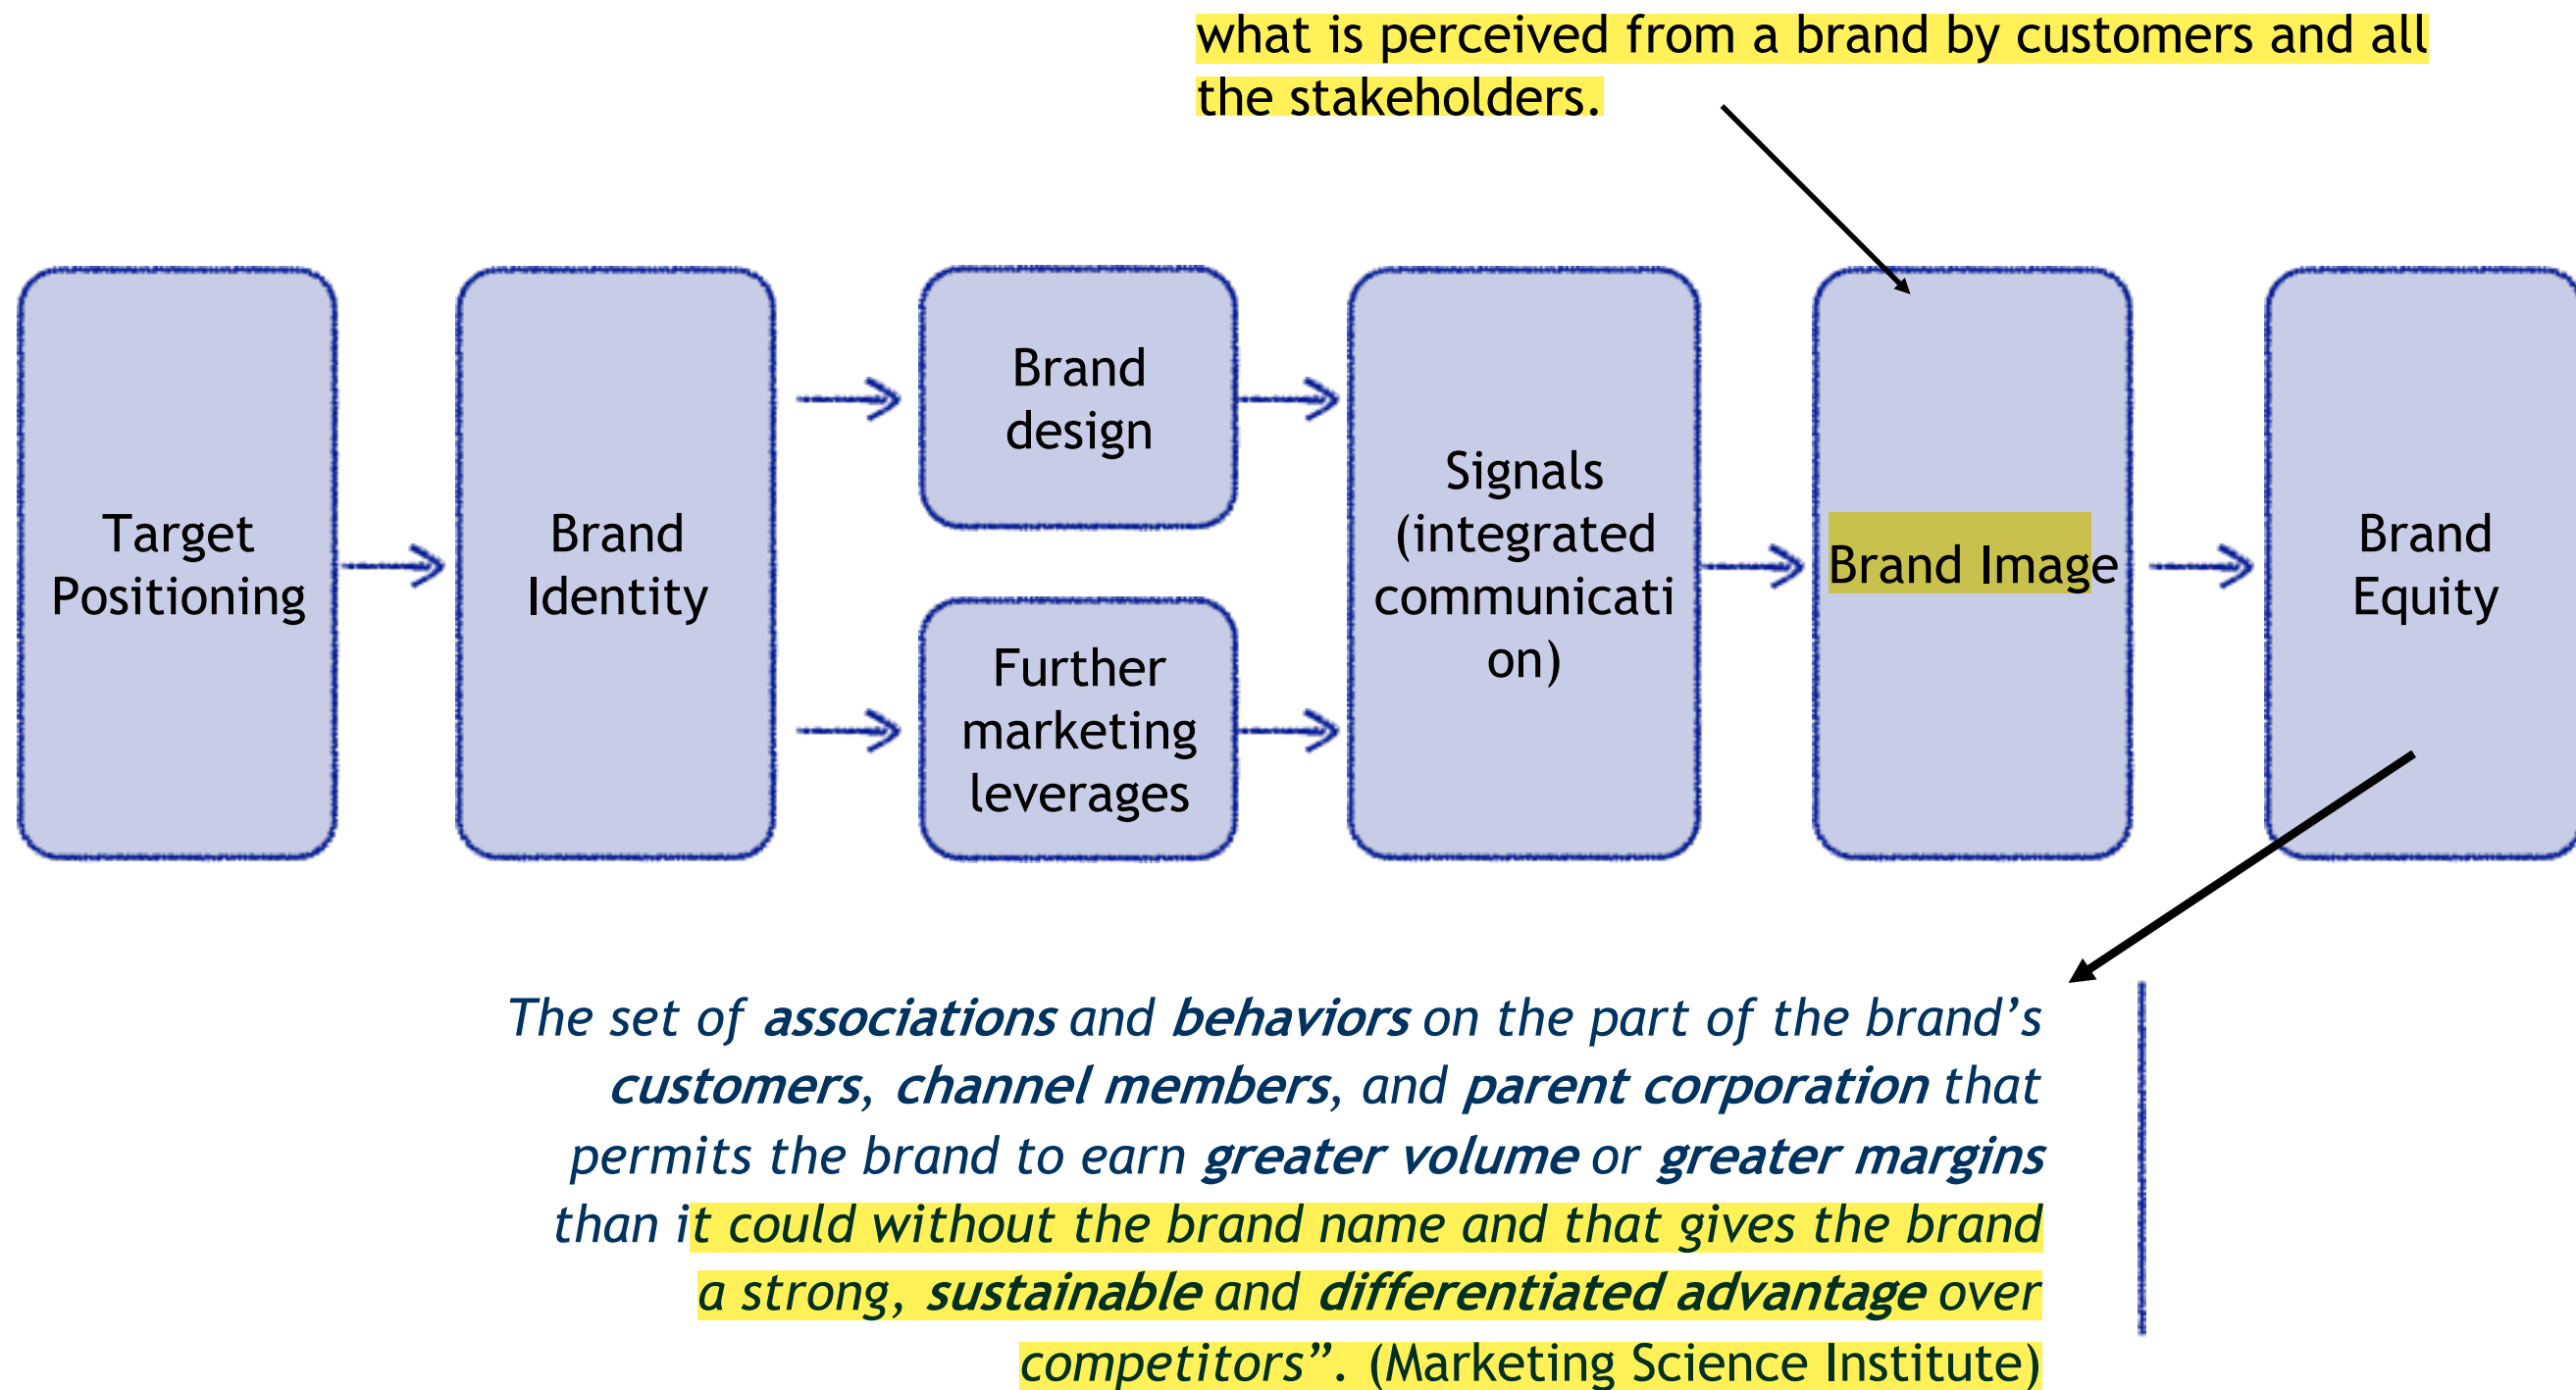 what is perceived from a brand by customers and all
the stakeholders.
Target
Positioning
Brand
Identity
Brand
design
Further
marketing
leverages
Signals
(integrated
communicati
on)
Brand Image
Brand
Equity
The set of associations and behaviors on the part of the brand’s
customers, channel members, and parent corporation that
permits the brand to earn greater volume or greater margins
than it could without the brand name and that gives the brand
a strong, sustainable and differentiated advantage over
competitors”. (Marketing Science Institute)